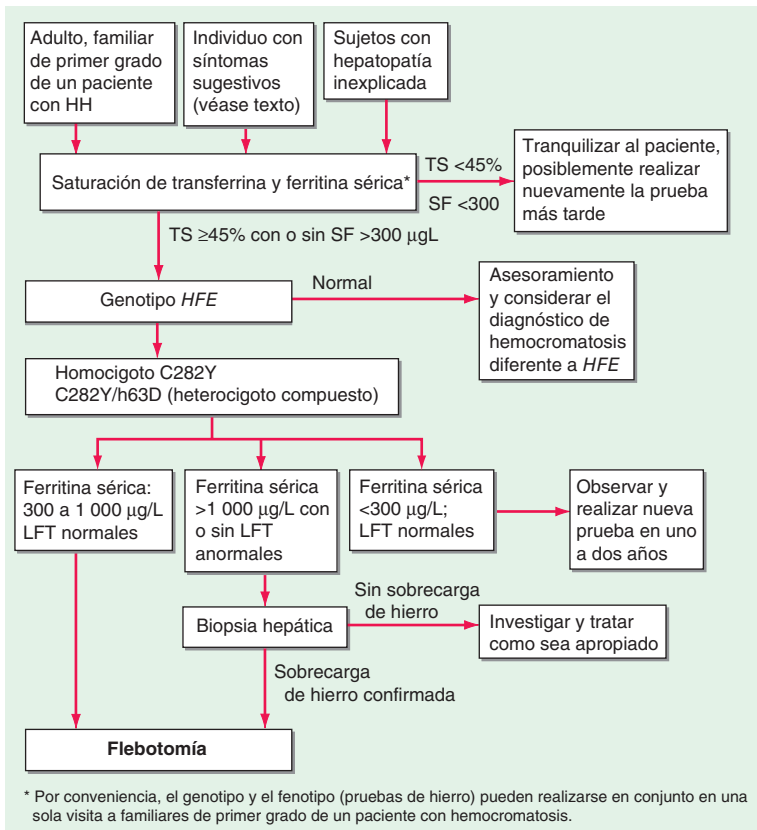 Adulto, familiar
de primer grado
de un paciente
con HH
Individuo con
síntomas
sugestivos
(véase texto)
Sujetos con
hepatopatía
inexplicada
Saturación de transferrina y ferritina sérica*
TS <45%
SF <300
Tranquilizar al paciente,
posiblemente realizar
nuevamente la prueba
más tarde
TS ≥45% con o sin SF >300 µgL
Genotipo HFE
Normal
Asesoramiento
y considerar el
diagnóstico de
hemocromatosis
diferente a HFE
Homocigoto C282Y
C282Y/h63D (heterocigoto compuesto)
Ferritina sérica:
300 a 1 000 µg/L
LFT normales
Ferritina sérica
>1 000 µg/L con
o sin LFT
anormales
Ferritina sérica
<300 µg/L;
LFT normales
Observar y
realizar nueva
prueba en uno
a dos años
Biopsia hepática
Sin sobrecarga
de hierro
Investigar y tratar
como sea apropiado
Sobrecarga
de hierro confirmada
Flebotomía
* Por conveniencia, el genotipo y el fenotipo (pruebas de hierro) pueden realizarse en conjunto en una
sola visita a familiares de primer grado de un paciente con hemocromatosis.